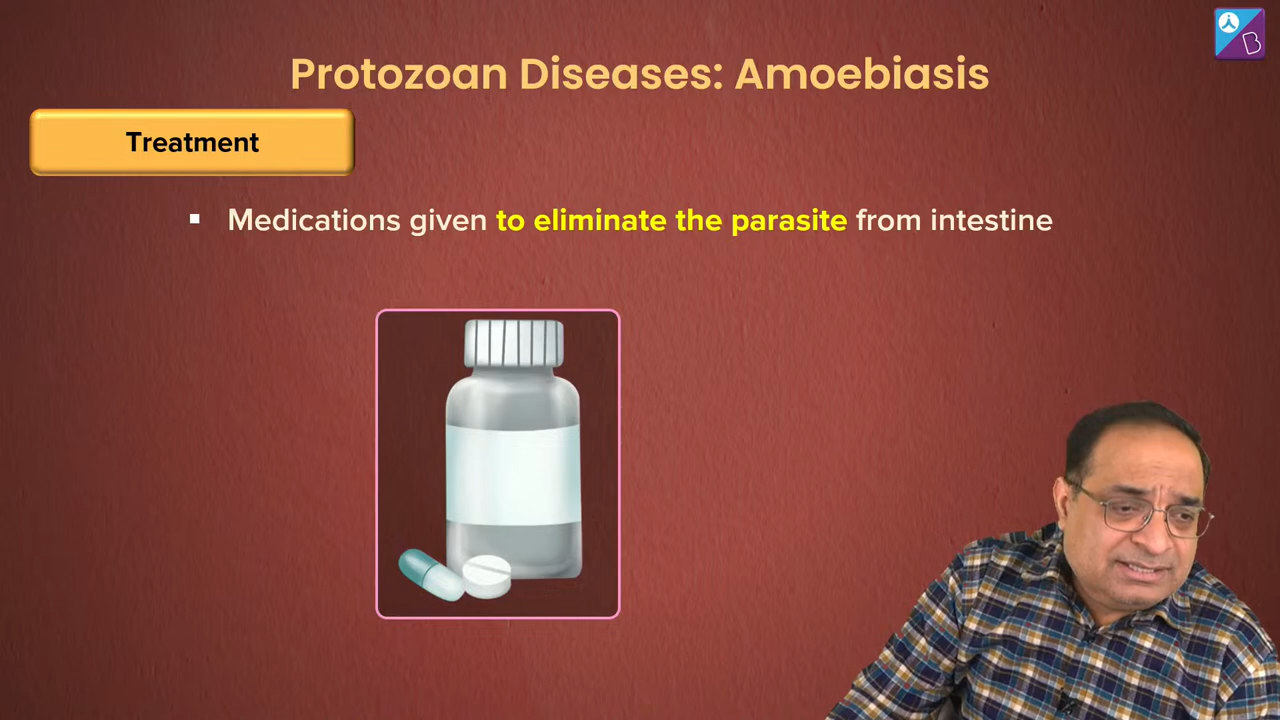 Protozoan Diseases: Amoebiasis
Treatment
▪ Medications given to eliminate the parasite from intestine
B